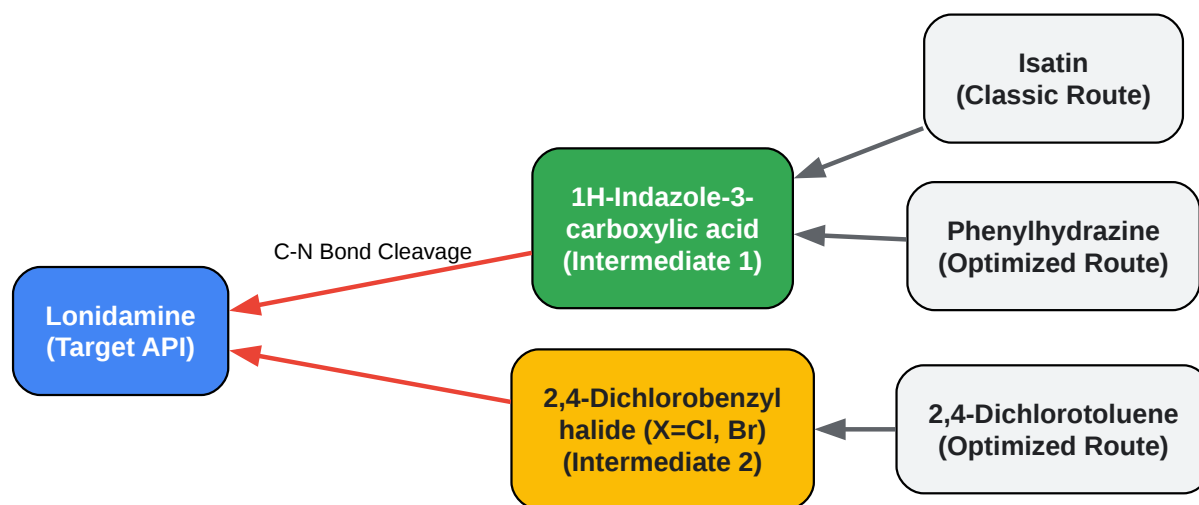 Isatin
(Classic Route)
1H-Indazole-3-
carboxylic acid
(Intermediate 1)
Phenylhydrazine
(Optimized Route)
C-N Bond Cleavage
Lonidamine
(Target API)
2,4-Dichlorobenzyl
halide (X=Cl, Br)
(Intermediate 2)
2,4-Dichlorotoluene
(Optimized Route)